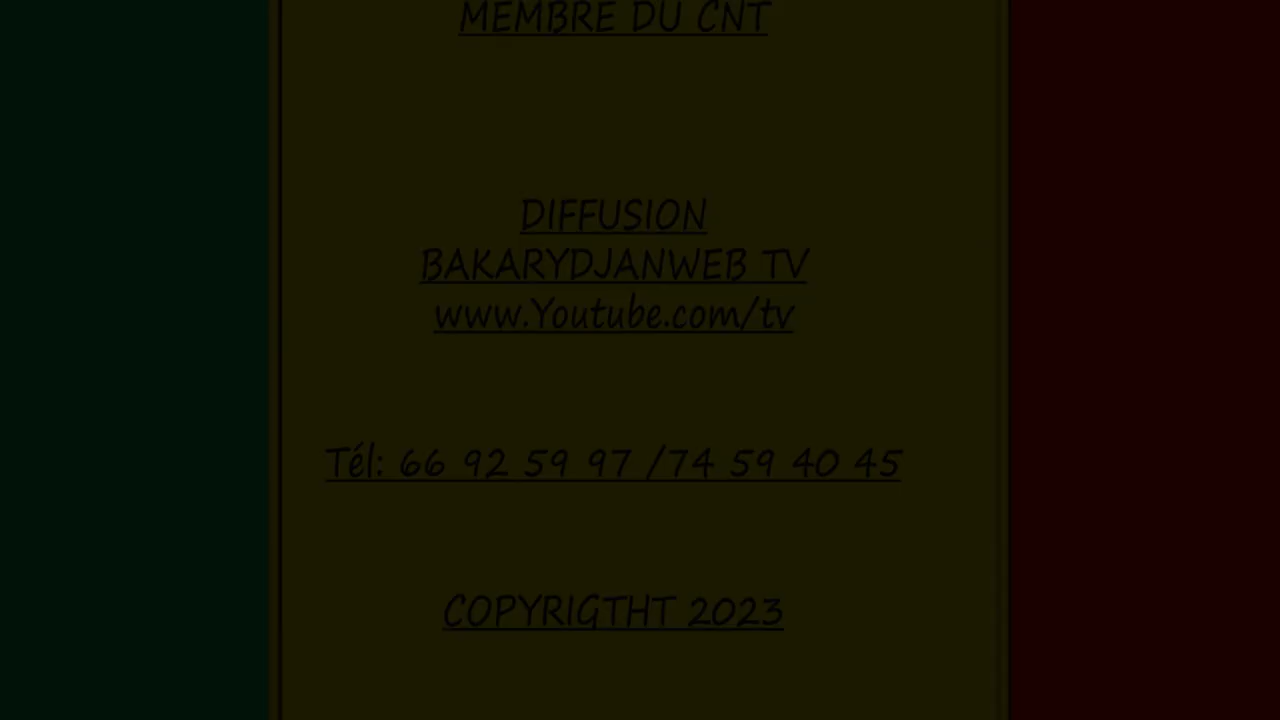 MEMBRE DU CNT
DIFFUSION
BAKARYDJANWEB TV
www.Youtube.com/tv
Tél: 66 92 59 97 /74 59 40 45
COPYRIGTHT 2023